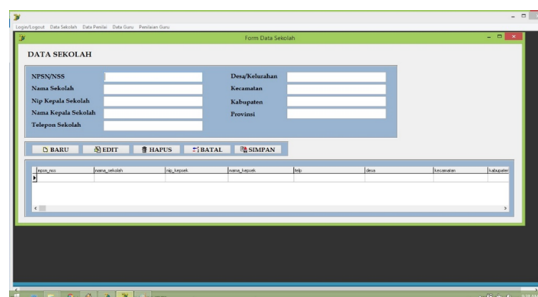 Login/Logout Data Sekolah Data Penilai Data Guru Penilaian Guru
Form Data Sekolah
DATA SEKOLAH
NPSN/NSS
Nama Sekolah
Nip Kepala Sekolah
Nama Kepala Sekolah
Telepon Sekolah
Desa/Kelurahan
Kecamatan
Kabupaten
Provinsi
BARU EDIT HAPUS BATAL SIMPAN
npsn_nss nama_sekolah nip_kepsek nama_kepsek telp desa kecamatan kabupaten